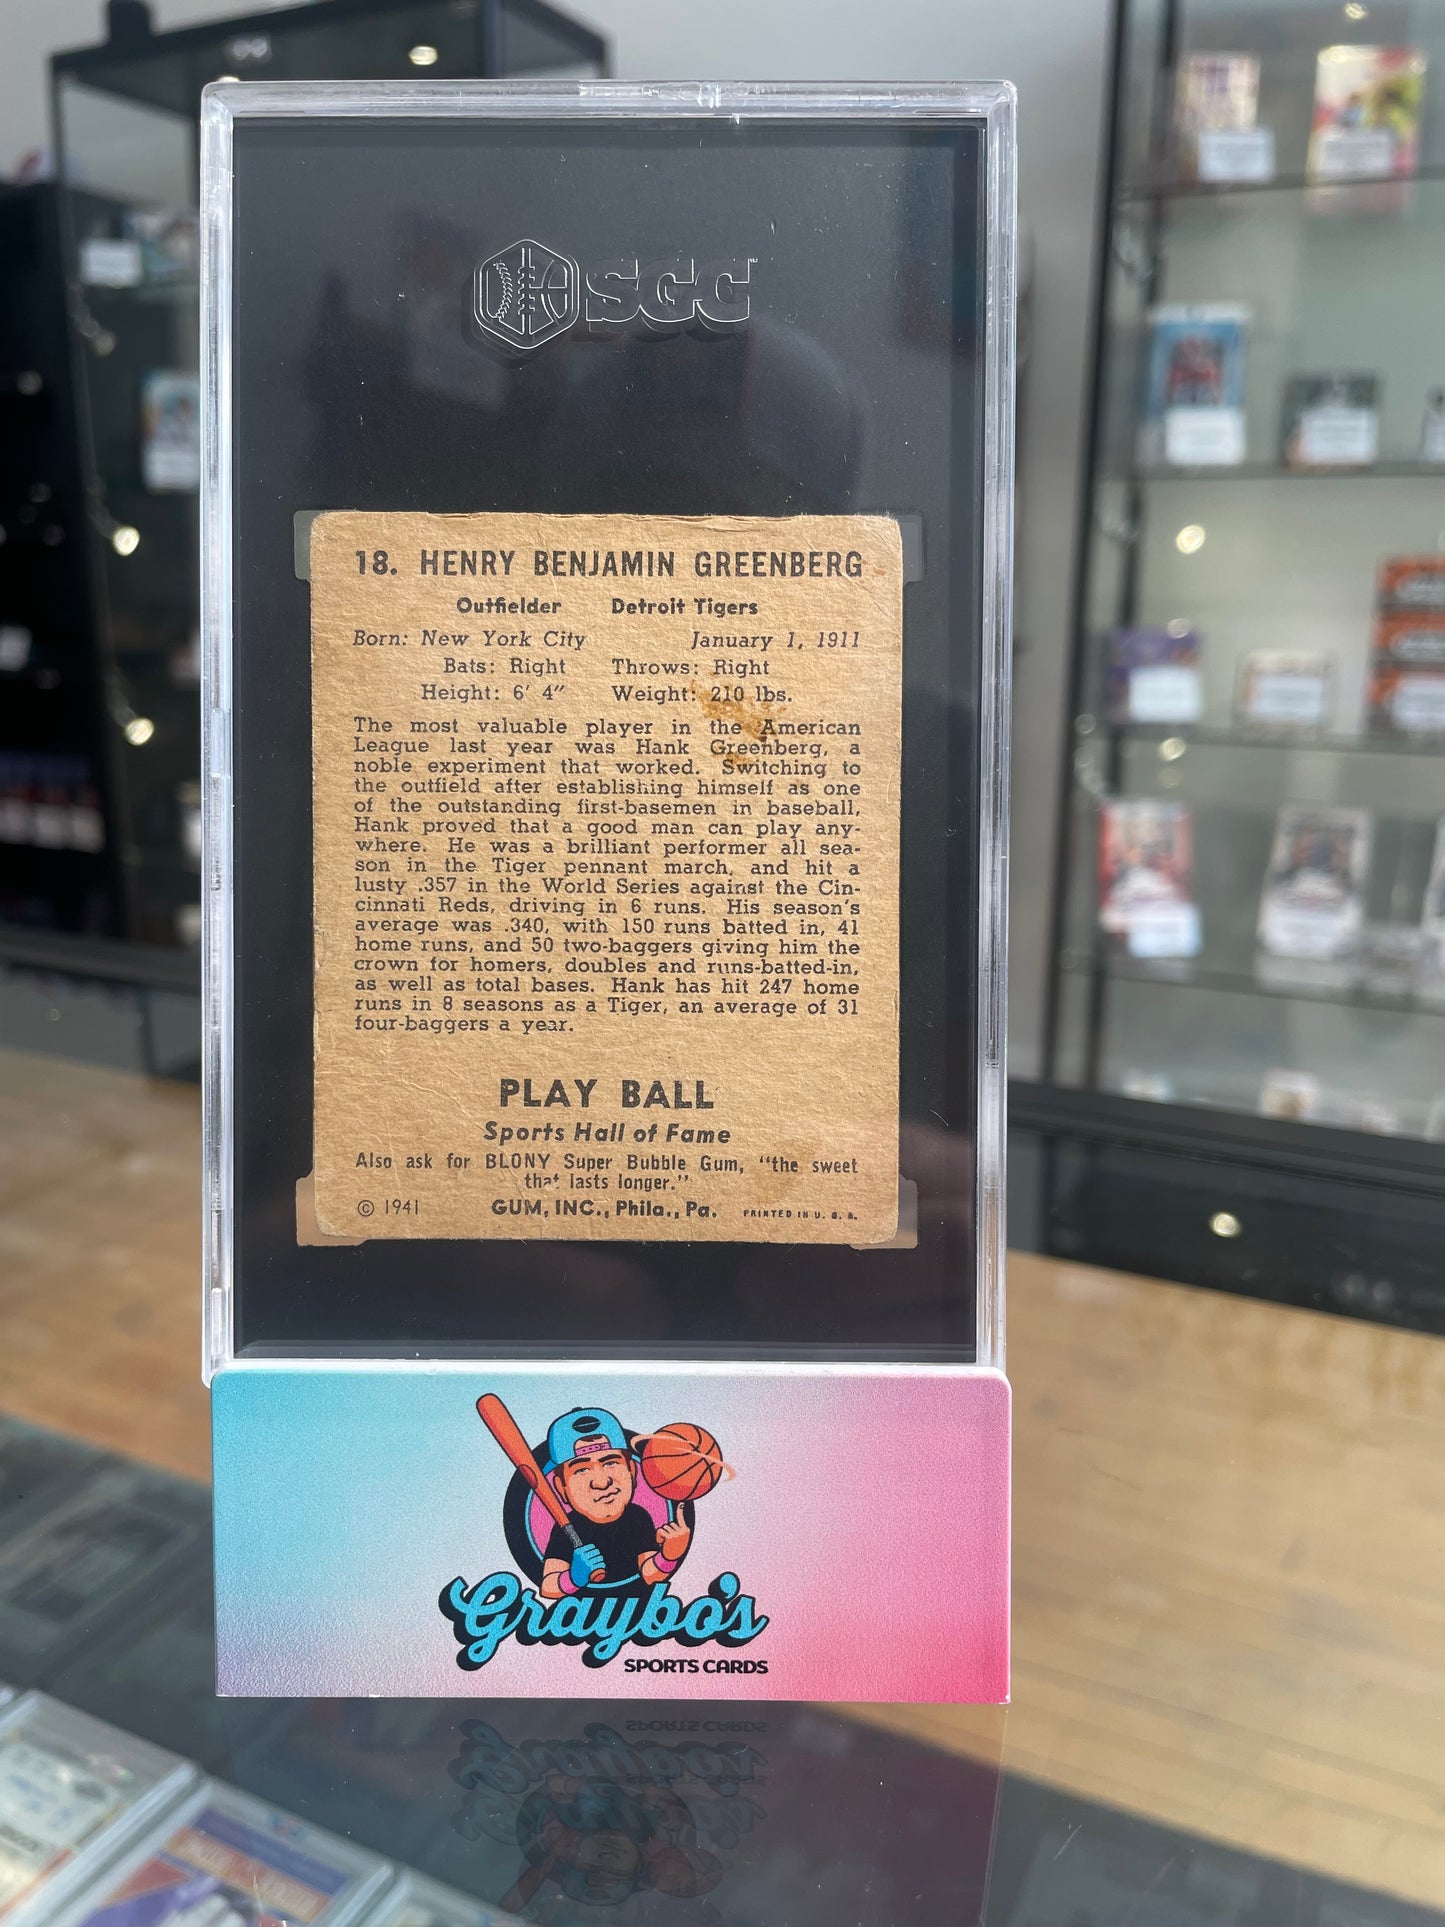 SGC
18. HENRY BENJAMIN GREENBERG
Outfielder Detroit Tigers
Born: New York City January 1, 1911
Bats: Right Throws: Right
Height: 6' 4" Weight: 210 lbs.
The most valuable player in the American
League last year was Hank Greenberg, a
noble experiment that worked. Switching to
the outfield after establishing himself as one
of the outstanding first-basemen in baseball,
Hank proved that a good man can play any-
where. He was a brilliant performer all sea-
son in the Tiger pennant march, and hit a
lusty .357 in the World Series against the Cin-
cinnati Reds, driving in 6 runs. His season's
average was .340, with 150 runs batted in, 41
home runs, and 50 two-baggers giving him the
crown for homers, doubles and runs-batted-in,
as well as total bases. Hank has hit 247 home
runs in 8 seasons as a Tiger, an average of 31
four-baggers a year.
PLAY BALL
Sports Hall of Fame
Also ask for BLONY Super Bubble Gum, "the sweet
that lasts longer."
© 1941 GUM, INC., Phila., Pa. PRINTED IN U. S. A.
Graybo's
SPORTS CARDS